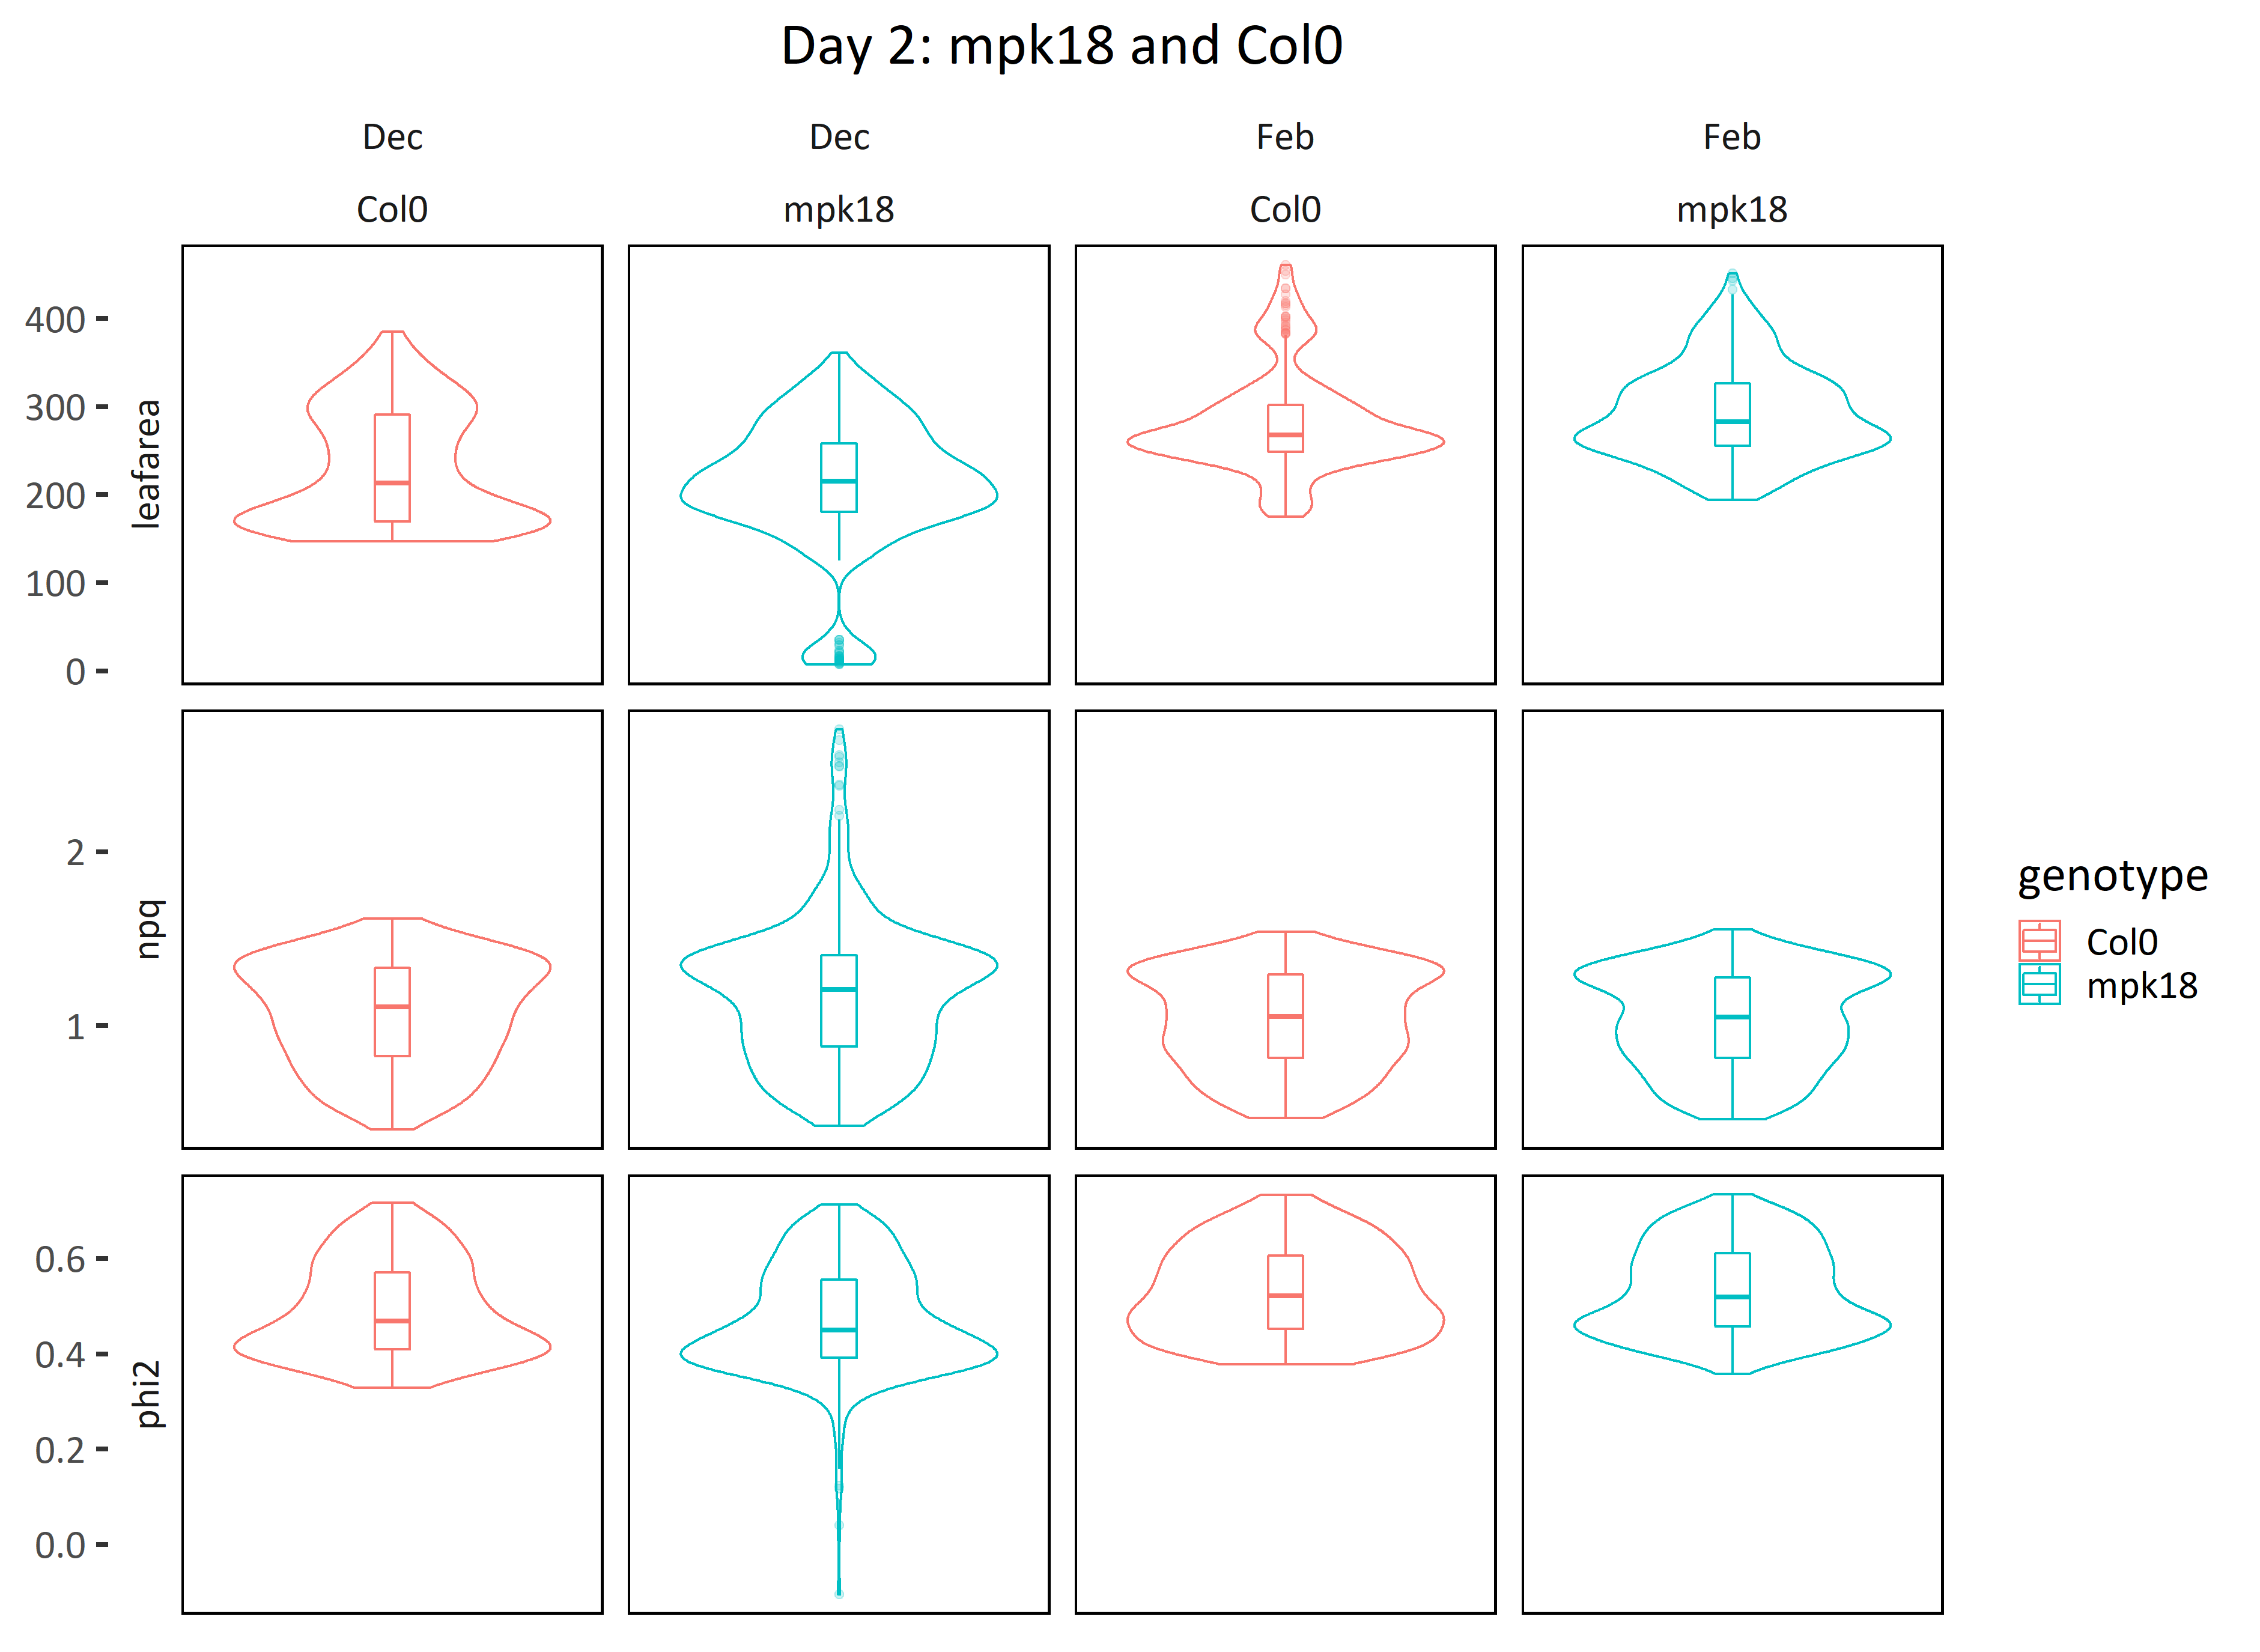 Day 2: mpk18 and Col0
Dec Dec Feb Feb
Col0 mpk18 Col0 mpk18
leafarea
400
300
200
100
0
npq
2
1
phi2
0.6
0.4
0.2
0.0
genotype
Col0
mpk18